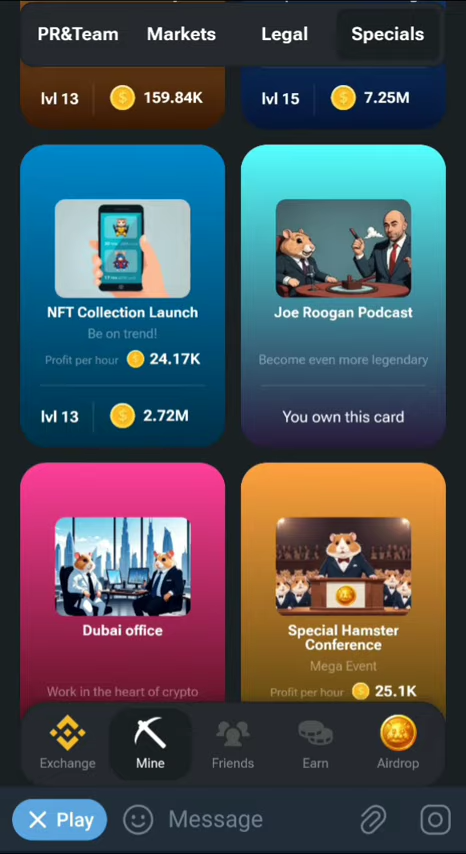 PR&Team Markets Legal Specials
lvl 13 159.84K
lvl 15 7.25M
NFT Collection Launch
Be on trend!
Profit per hour 24.17K
lvl 13 2.72M
Joe Roogan Podcast
Become even more legendary
You own this card
Dubai office
Work in the heart of crypto
Special Hamster
Conference
Mega Event
Profit per hour 25.1K
Exchange Mine Friends Earn Airdrop
Play Message